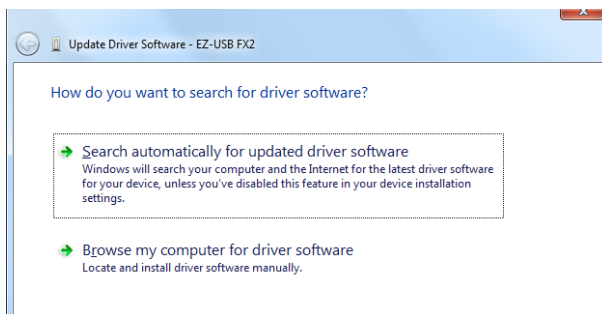 Update Driver Software - EZ-USB FX2
How do you want to search for driver software?
Search automatically for updated driver software
Windows will search your computer and the Internet for the latest driver software
for your device, unless you've disabled this feature in your device installation
settings.
Browse my computer for driver software
Locate and install driver software manually.